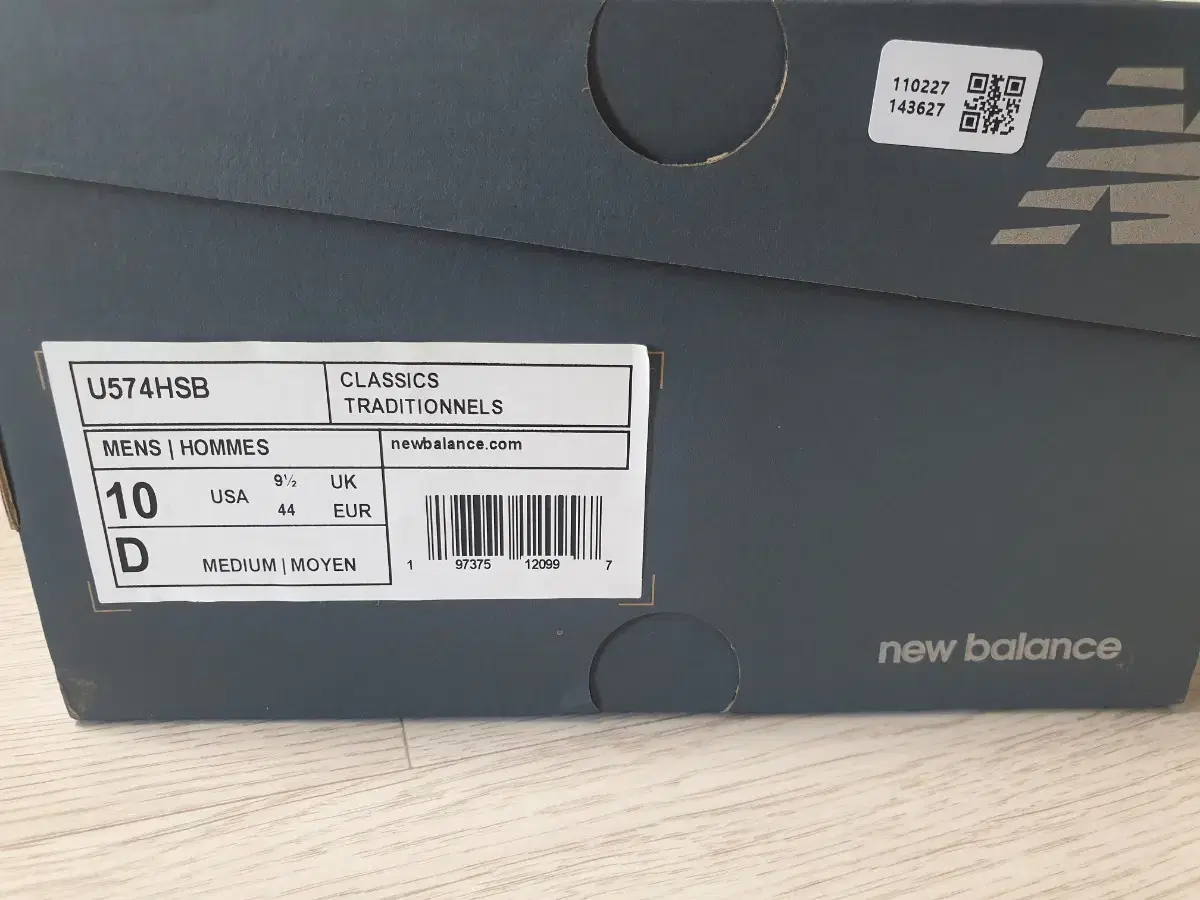 110227
143627
U574HSB
CLASSICS
TRADITIONNELS
MENS | HOMMES
newbalance.com
10 USA 9½ UK
44 EUR
D MEDIUM | MOYEN
1 97375 12099 7
new balance